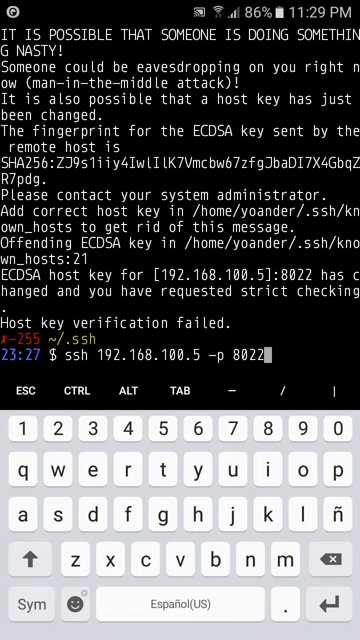 86% 11:29 PM
IT IS POSSIBLE THAT SOMEONE IS DOING SOMETHIN
G NASTY!
Someone could be eavesdropping on you right n
ow (man-in-the-middle attack)!
It is also possible that a host key has just
been changed.
The fingerprint for the ECDSA key sent by the
remote host is
SHA256:ZJ9s1iiy4IwlIlK7Vmcbw67zfgJbaDI7X4GbqZ
R7pdg.
Please contact your system administrator.
Add correct host key in /home/yoander/.ssh/kn
own_hosts to get rid of this message.
Offending ECDSA key in /home/yoander/.ssh/kno
wn_hosts:21
ECDSA host key for [192.168.100.5]:8022 has c
hanged and you have requested strict checking
.
Host key verification failed.
✗-255 ~/.ssh
23:27 $ ssh 192.168.100.5 -p 8022
ESC CTRL ALT TAB – / |
1 2 3 4 5 6 7 8 9 0
q w e r t y u i o p
a s d f g h j k l ñ
z x c v b n m
Sym Español(US) .